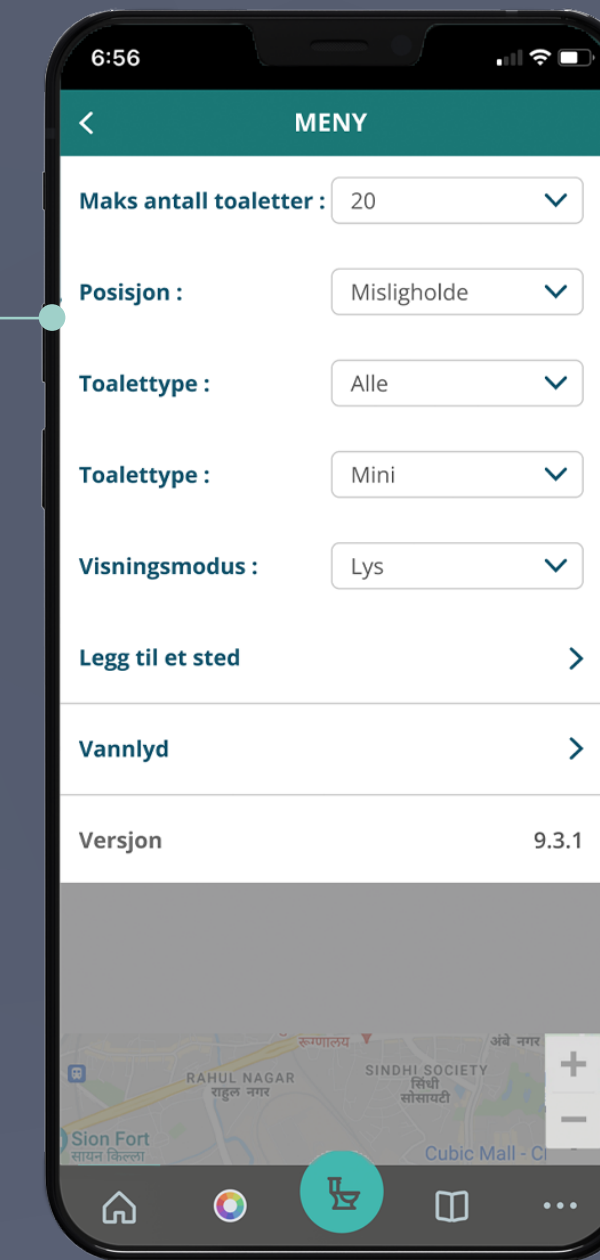 6:56
MENY
Maks antall toaletter : 20
Posisjon : Misligholde
Toalettype : Alle
Toalettype : Mini
Visningsmodus : Lys
Legg til et sted
Vannlyd
Versjon 9.3.1
रूग्णालय
अंबे नगर
RAHUL NAGAR
राहुल नगर
SINDHI SOCIETY
सिंधी
सोसायटी
Sion Fort
सायन किल्ला
Cubic Mall - C